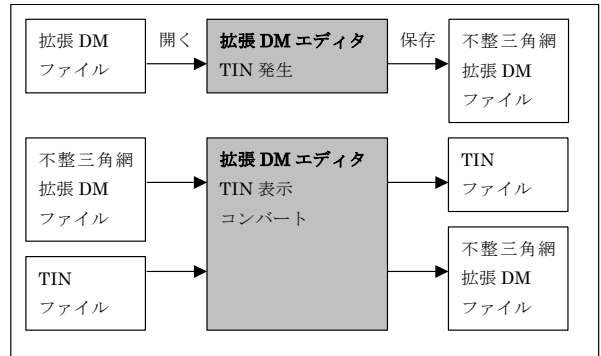 拡張 DM
ファイル
開く
拡張 DM エディタ
TIN 発生
保存
不整三角網
拡張 DM
ファイル
不整三角網
拡張 DM
ファイル
TIN
ファイル
拡張 DM エディタ
TIN 表示
コンバート
TIN
ファイル
不整三角網
拡張 DM
ファイル